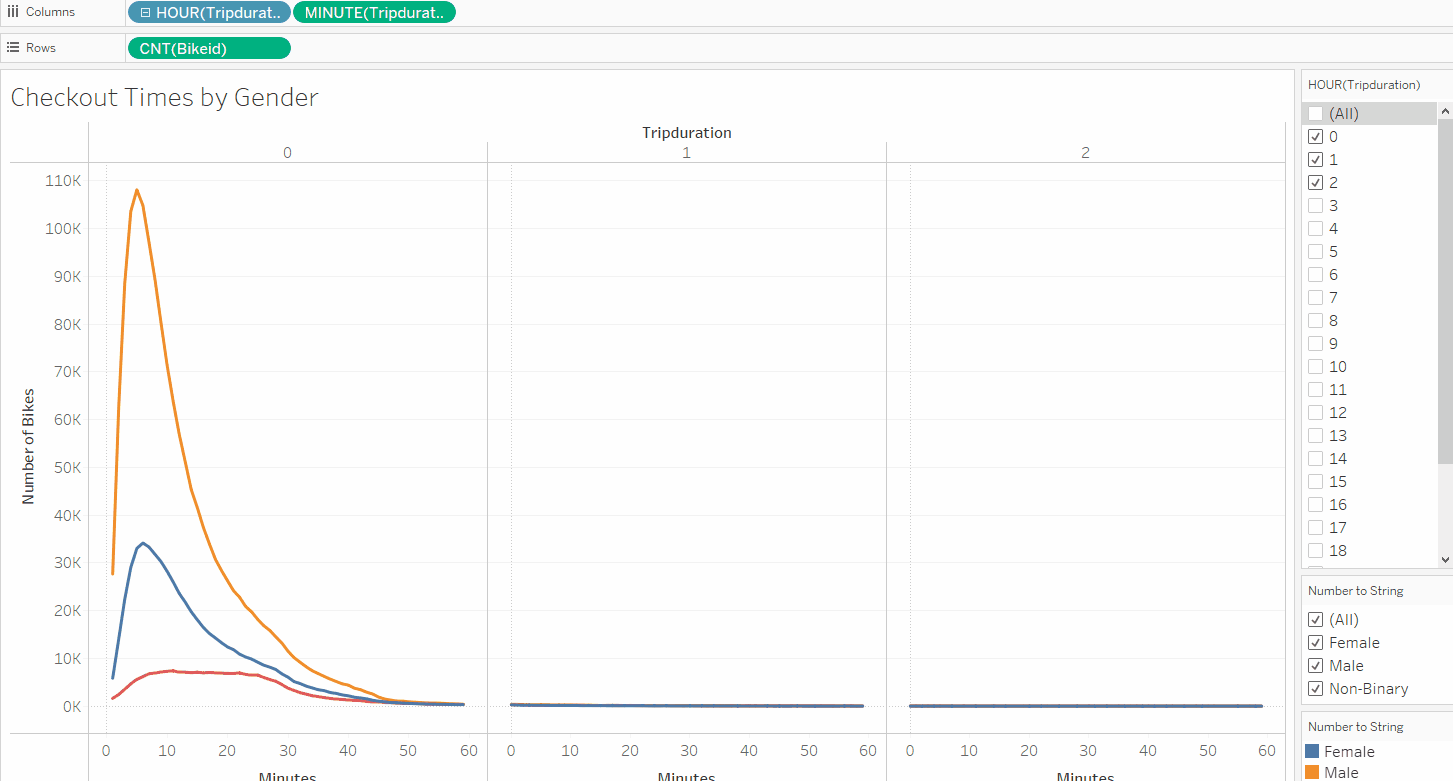 Columns
HOUR(Tripdurat..
MINUTE(Tripdurat..
Rows
CNT(Bikeid)
Checkout Times by Gender
Tripduration
0 1 2
110K
100K
90K
80K
70K
60K
50K
40K
30K
20K
10K
0K
Number of Bikes
0 10 20 30 40 50 60 0 10 20 30 40 50 60 0 10 20 30 40 50 60
Minutes Minutes Minutes
HOUR(Tripduration)
(All)
0
1
2
3
4
5
6
7
8
9
10
11
12
13
14
15
16
17
18
Number to String
(All)
Female
Male
Non-Binary
Number to String
Female
Male